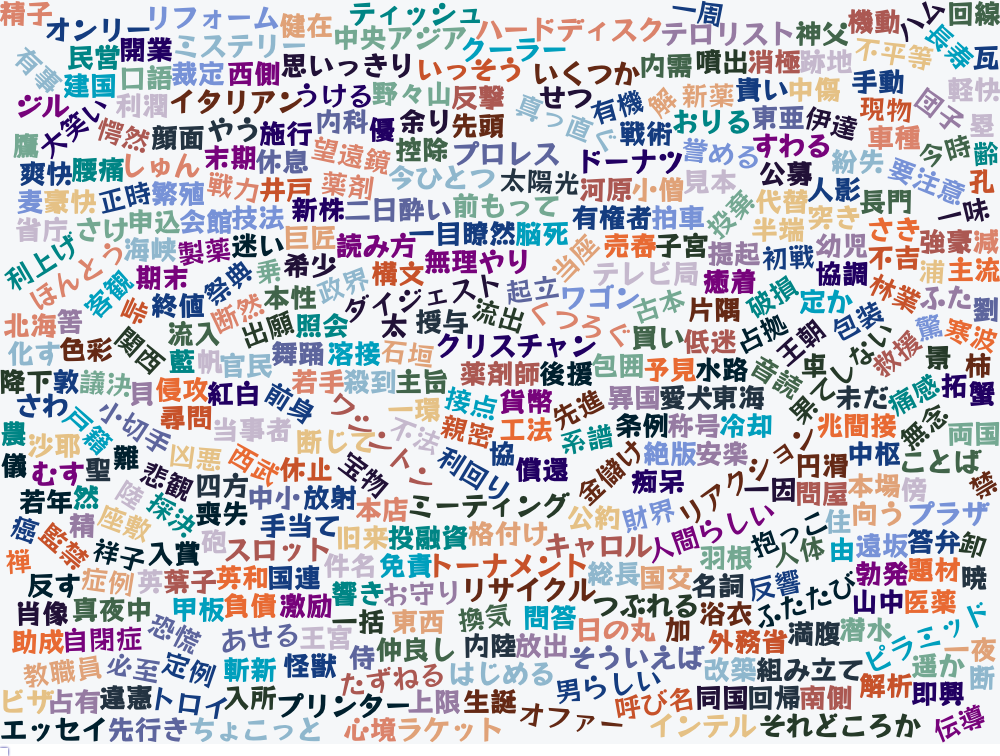 精子 オンリー リフォーム 健在 ティッシュ ハードディスク 一周 テロリスト 神父 機動 ハム 回線
民営 開業 ミステリー 中央アジア クーラー 不平等 長寿 瓦
有事 建国 口語 裁定 西側 思いっきり いっそう いくつか 内需 噴出 消極 跡地 手動 軽快
ジル 大笑い 利潤 イタリアン うける 野々山 反撃 せつ 有機 解 新薬 貴い 中傷 現物 団子 塁
鷹 愕然 顔面 やう 施行 内科 優 余り 先頭 真っ直ぐ 戦術 おりる 東亜 伊達 車種 今時 齢
爽快 腰痛 しゅん 末期 休息 望遠鏡 控除 プロレス ドーナツ 誉める すわる 公募 紛失 要注意 孔
麦 豪快 正時 繁殖 戦力 井戸 薬剤 今ひとつ 太陽光 河原 小僧 見本 代替 人影 長門 一味
省庁 さけ 申込 会館 技法 新株 二日酔い 前もって 有権者 拍車 投棄 半端 突き さき 強豪 減
利上げ ほんとう 海峡 製薬 迷い 巨匠 読み方 一目瞭然 脳死 当座 売春 子宮 提起 初戦 幼児 不吉 浦 主流
客観 期末 祭典 乖 希少 政界 構文 無理やり 起立 テレビ局 癒着 破損 協調 林業 ふた 劉
北海 答 峠 終値 断然 本性 ダイジェスト 流出 ワゴン 古本 片隅 定か 包装 驚 寒波
化す 色彩 関西 流入 出願 照会 太 授与 クリスチャン くつろぐ 買い 低迷 占拠 王朝 果てしない 救援 景 柿
降下 敦 議決 貝 藍 帆 官民 舞踊 溶接 石垣 薬剤師 後援 包囲 予見 水路 音読 車 未だ 痛感 拓 蟹
さわ 戸籍 小切手 侵攻 紅白 前身 若手 殺到 主旨 接点 貨幣 先進 異国 愛犬 東海 無念
農 沙耶 尋問 当事者 断じて ワシントン 一環 不法 親密 工法 系譜 条例 称号 冷却 兆 間接 両国
儀 むす 聖 難 悲観 凶悪 西武 休止 宝物 利回り 協 償還 金儲け 絶版 安楽 リアクション 円滑 中枢 ことば
若年 然 陸 採決 四方 中小 放射 本店 ミーティング 痴呆 一因 問屋 本場 傍 禁
癌 監禁 精 座敷 喪失 手当て 旧来 投融資 格付け 公約 財界 人間らしい 抱っこ 住 向う プラザ
禅 祥子 入賞 砲 スロット 件名 免責 トーナメント キャロル 羽根 人体 由 遠坂 答弁 卸
反す 症例 英 葉子 英和 国連 響き お守り リサイクル 総長 国交 名詞 反響 勃発 題材 暁
肖像 真夜中 甲板 負債 激励 一括 東西 換気 問答 つぶれる 浴衣 ふたたび 山中 医薬
助成 自閉症 恐慌 あせる 王宮 侍 仲良し 内陸 放出 日の丸 加 外務省 満腹 潜水 ピラミッド 一夜
教職員 必至 定例 斬新 怪獣 たずねる はじめる そういえば 改築 組み立て 遥か 断
ビザ 占有 違憲 トロイ 入所 プリンター 上限 生誕 男らしい 呼び名 同国 回帰 南側 解析 即興
エッセイ 先行き ちょこっと 心境 ラケット オファー インテル それどころか 伝導